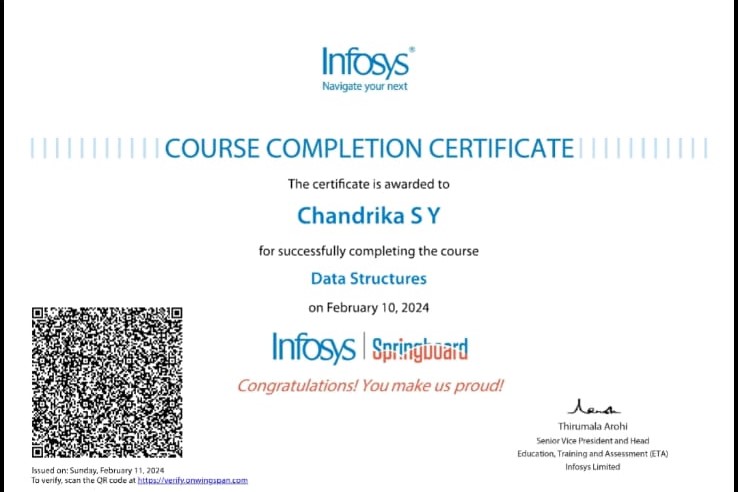 Infosys®
Navigate your next
COURSE COMPLETION CERTIFICATE
The certificate is awarded to
Chandrika S Y
for successfully completing the course
Data Structures
on February 10, 2024
Infosys | Springboard
Congratulations! You make us proud!
Thirumala Arohi
Senior Vice President and Head
Education, Training and Assessment (ETA)
Infosys Limited
Issued on: Sunday, February 11, 2024
To verify, scan the QR code at https://verify.onwingspan.com